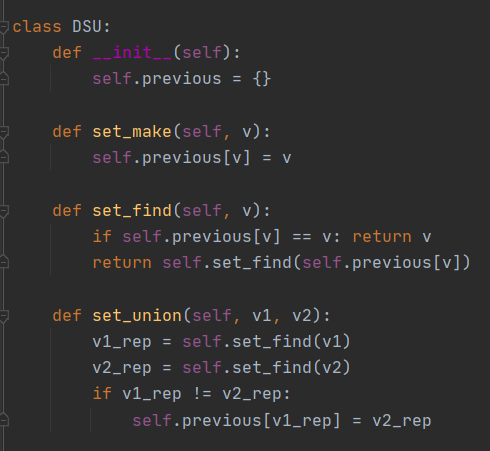 class DSU:
    def __init__(self):
        self.previous = {}

    def set_make(self, v):
        self.previous[v] = v

    def set_find(self, v):
        if self.previous[v] == v: return v
        return self.set_find(self.previous[v])

    def set_union(self, v1, v2):
        v1_rep = self.set_find(v1)
        v2_rep = self.set_find(v2)
        if v1_rep != v2_rep:
            self.previous[v1_rep] = v2_rep